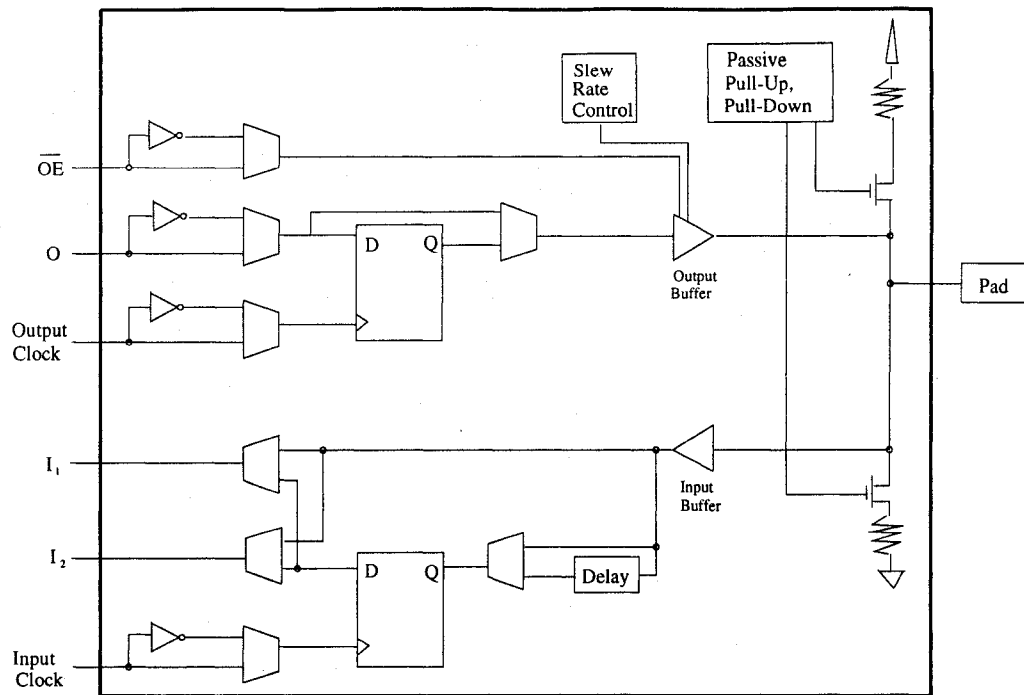 Slew
Rate
Control
Passive
Pull-Up,
Pull-Down
OE
O
D Q
Output
Buffer
Pad
Output
Clock
I₁
Input
Buffer
I₂
D Q
Delay
Input
Clock